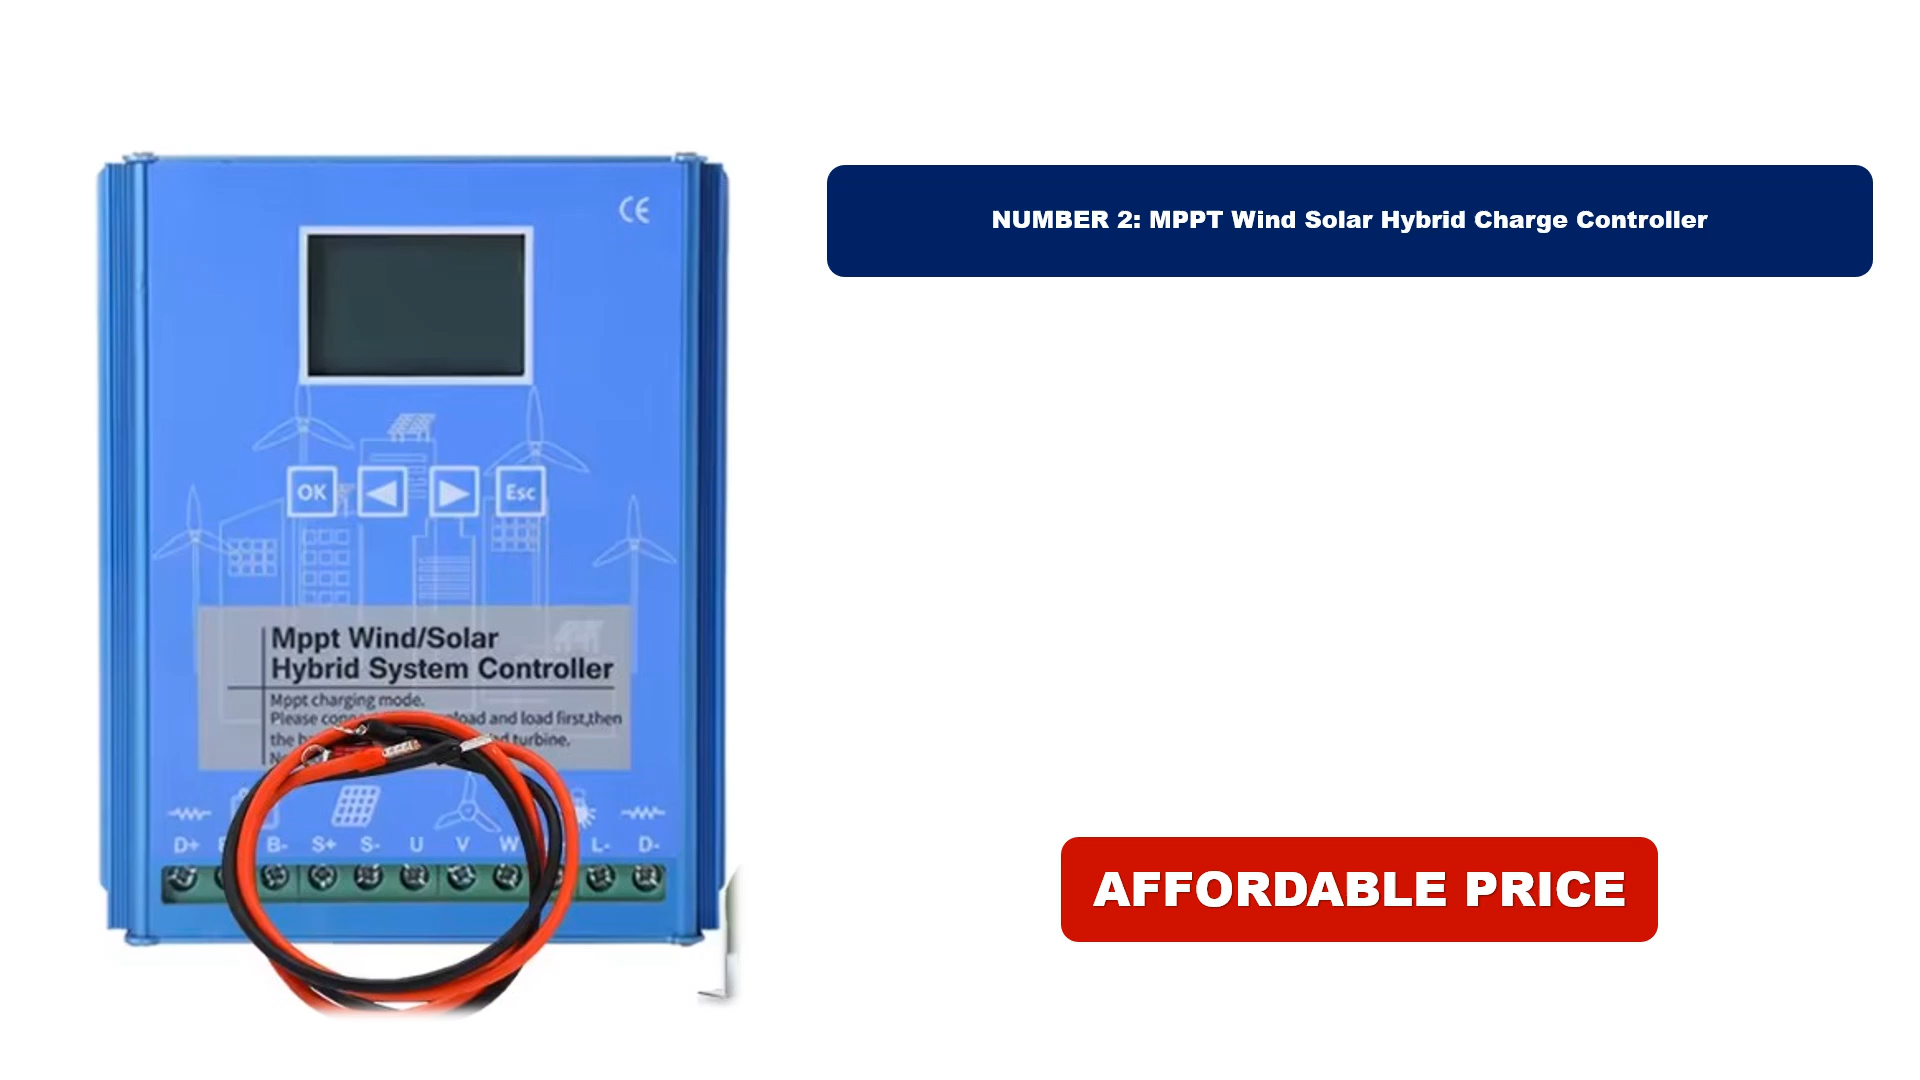 NUMBER 2: MPPT Wind Solar Hybrid Charge Controller
CE
OK Esc
Mppt Wind/Solar
Hybrid System Controller
Mppt charging mode.
Please load and load first,then
the turbine.
D+ B- S+ S- U V W L- D-
AFFORDABLE PRICE